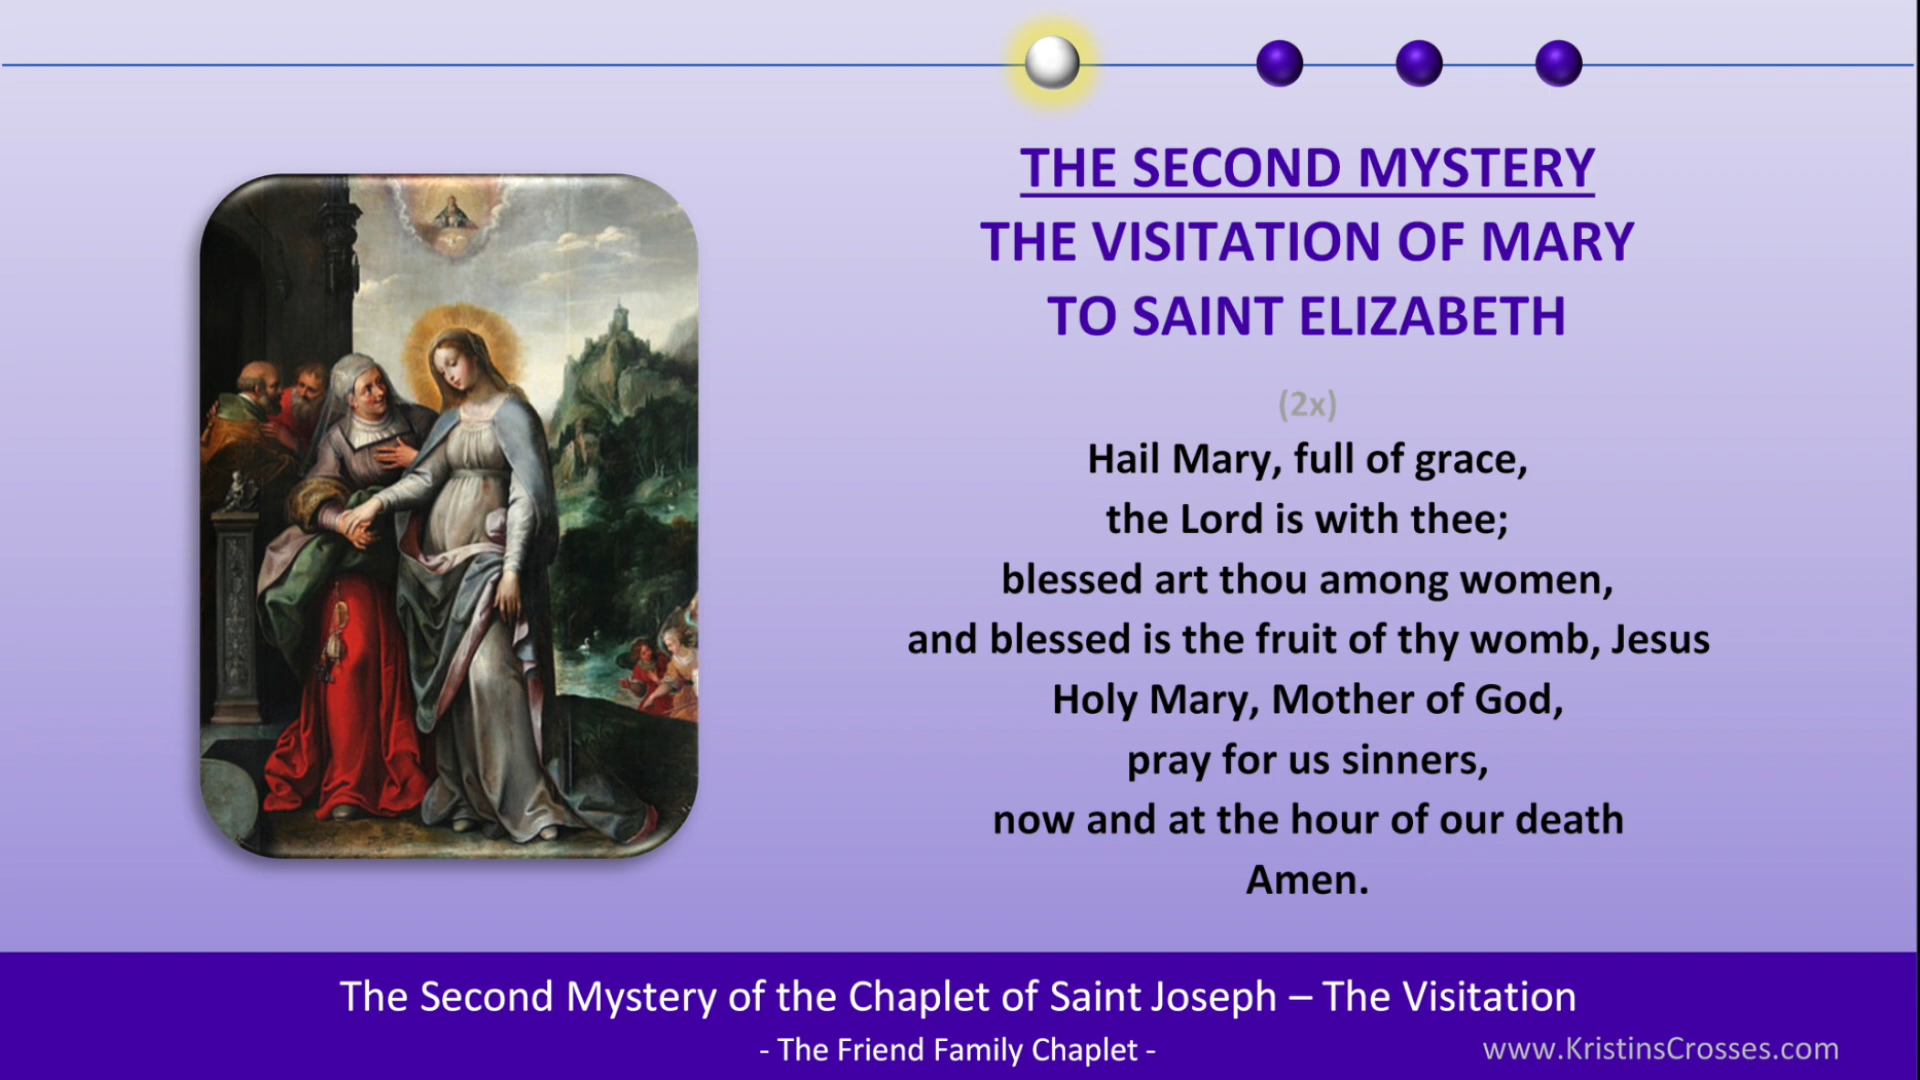 THE SECOND MYSTERY
THE VISITATION OF MARY
TO SAINT ELIZABETH
(2x)
Hail Mary, full of grace,
the Lord is with thee;
blessed art thou among women,
and blessed is the fruit of thy womb, Jesus
Holy Mary, Mother of God,
pray for us sinners,
now and at the hour of our death
Amen.
The Second Mystery of the Chaplet of Saint Joseph – The Visitation
- The Friend Family Chaplet -
www.KristinsCrosses.com